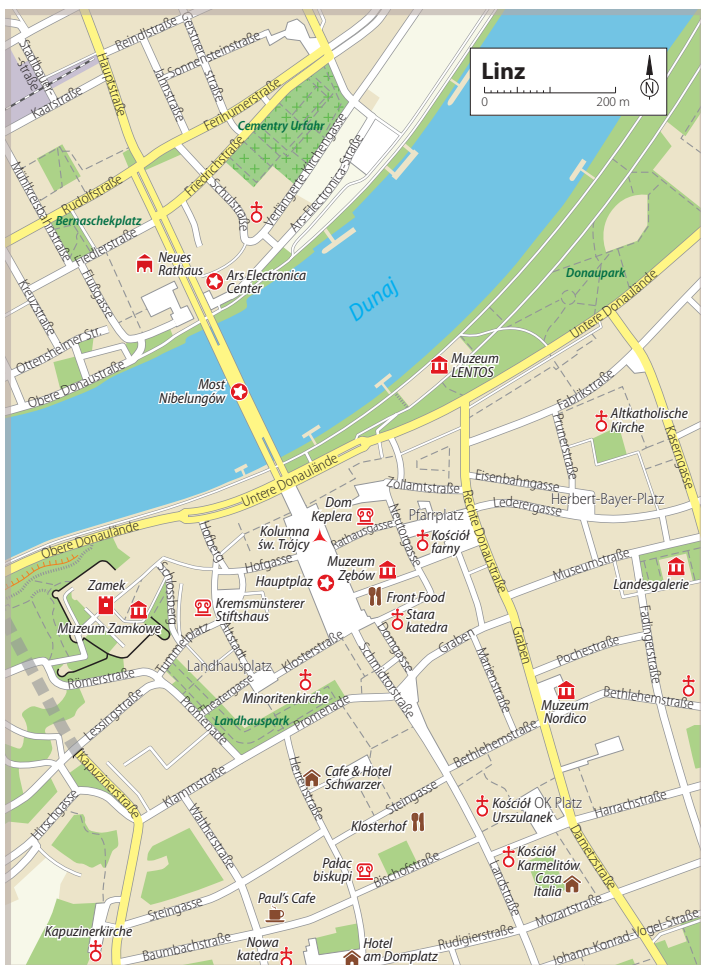 Linz
0
200 m
N
Stadlbauer-
straße
Reindlstraße
Gerstnerstraße
Sonnensteinstraße
Hauptstraße
Jahnstraße
Kaarstraße
Ferihumerstraße
Cementry Urfahr
Friedrichstraße
Verlängerte Kirchengasse
Ars-Electronica-Straße
Schulstraße
Rudolfstraße
Mühlkreisbahnstraße
Bernaschekplatz
Fiedlerstraße
Flußgasse
Kreuzstraße
Neues
Rathaus
Ars Electronica
Center
Ottensheimer Str.
Obere Donaustraße
Dunaj
Donaupark
Untere Donaulände
Most
Nibelungów
Muzeum
LENTOS
Fabrikstraße
Altkatholische
Kirche
Prunerstraße
Kaserngasse
Untere Donaulände
Zollamtstraße
Eisenbahngasse
Lederergasse
Herbert-Bayer-Platz
Rechte Donaustraße
Obere Donaulände
Hofberg
Dom
Keplera
Pfarrplatz
Neutorgasse
Kolumna
św. Trójcy
Rathausgasse
Kościół
farny
Hofgasse
Museumstraße
Muzeum
Zębów
Hauptplaz
Landesgalerie
Zamek
Schlossberg
Muzeum Zamkowe
Kremsmünsterer
Stiftshaus
Front Food
Stara
katedra
Tummelplatz
Altstadt
Domgasse
Graben
Graben
Fadingerstraße
Landhausplatz
Klosterstraße
Schmidtorstraße
Marienstraße
Pochestraße
Römerstraße
Theatergasse
Minoritenkirche
Bethlehemstraße
Muzeum
Nordico
Lessingstraße
Promenade
Landhauspark
Promenade
Bethlehemstraße
Kapuzinerstraße
Klammstraße
Herrenstraße
Cafe & Hotel
Schwarzer
Steingasse
Hirschgasse
Waltherstraße
Klosterhof
Kościół
Urszulanek
OK Platz
Harrachstraße
Dametzstraße
Kościół
Karmelitów
Casa
Italia
Pałac
biskupi
Bischofstraße
Landstraße
Steingasse
Paul's Cafe
Mozartstraße
Kapuzinerkirche
Baumbachstraße
Nowa
katedra
Hotel
am Domplatz
Rudigierstraße
Johann-Konrad-Vogel-Straße